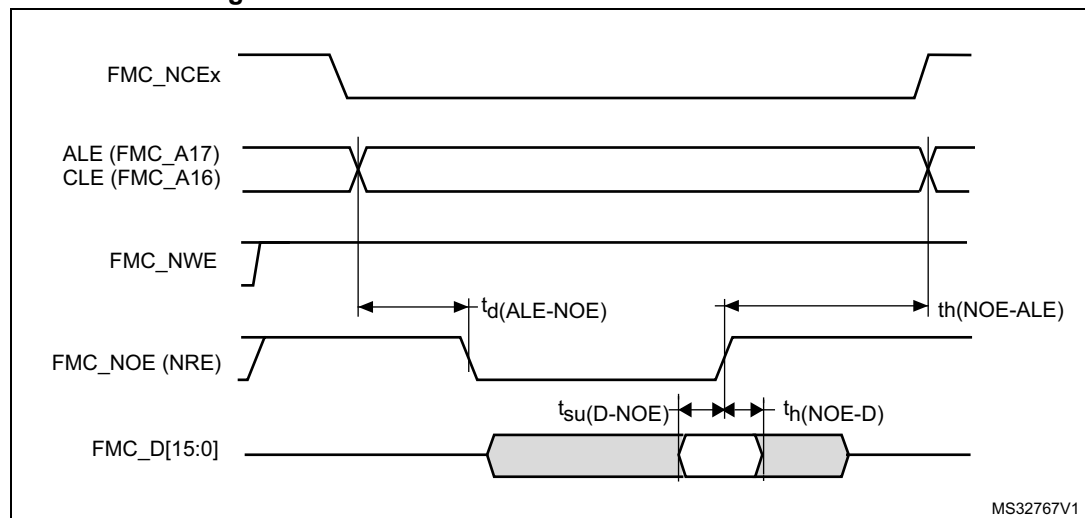 FMC_NCEx
ALE (FMC_A17)
CLE (FMC_A16)
FMC_NWE
td(ALE-NOE)
th(NOE-ALE)
FMC_NOE (NRE)
tsu(D-NOE)
th(NOE-D)
FMC_D[15:0]
MS32767V1